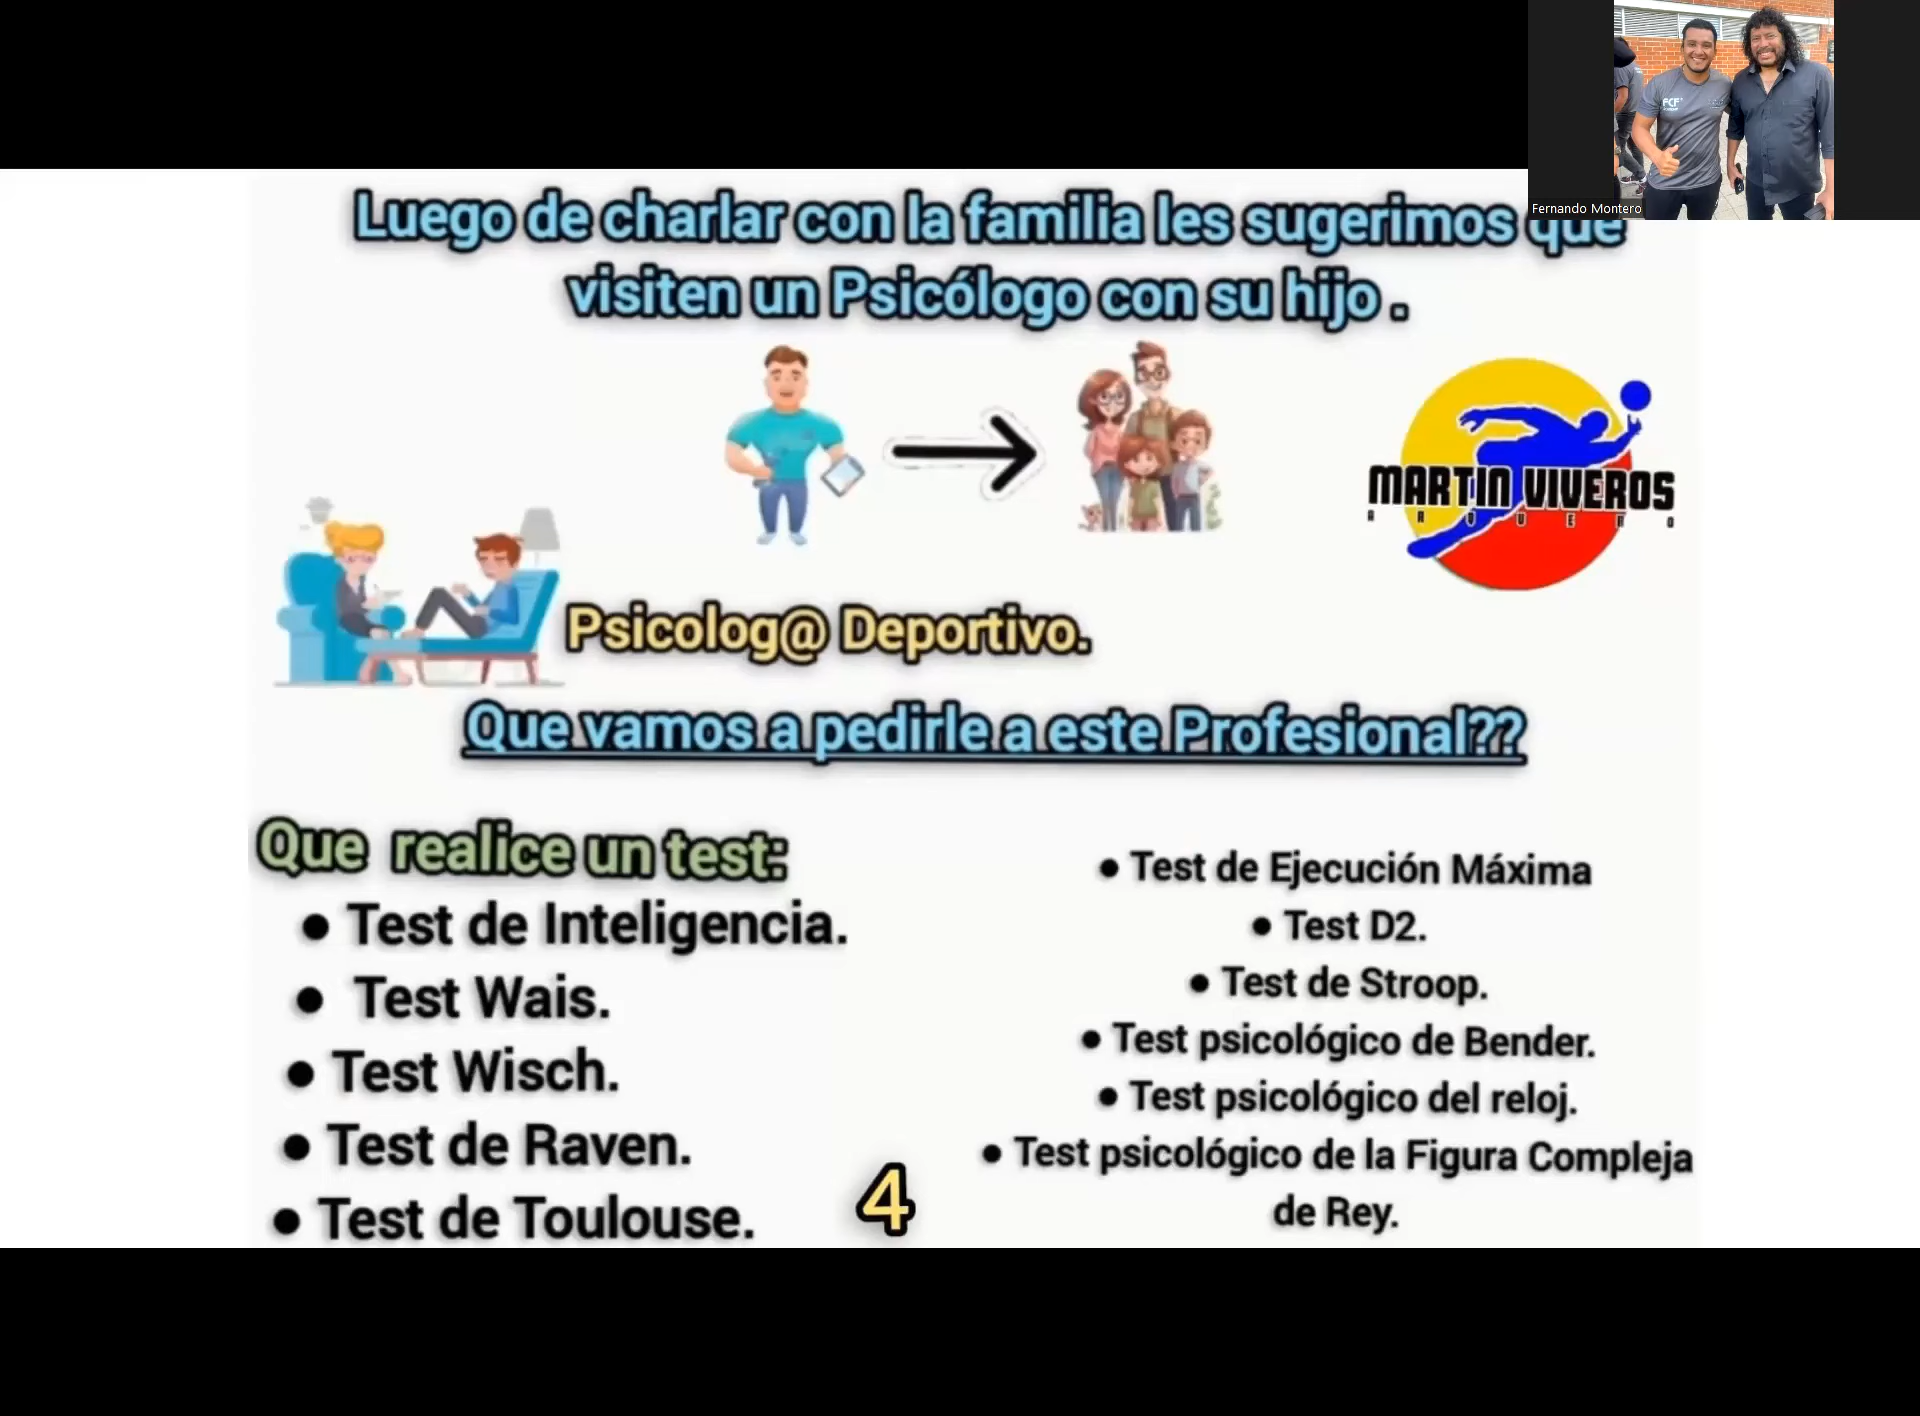 FCF
Fernando Montero
Luego de charlar con la familia les sugerimos que
visiten un Psicólogo con su hijo .
MARTIN VIVEROS
ARQUERO
Psicolog@ Deportivo.
Que vamos a pedirle a este Profesional??
Que realice un test:
● Test de Inteligencia.
● Test Wais.
● Test Wisch.
● Test de Raven.
● Test de Toulouse.
4
● Test de Ejecución Máxima
● Test D2.
● Test de Stroop.
● Test psicológico de Bender.
● Test psicológico del reloj.
● Test psicológico de la Figura Compleja
de Rey.